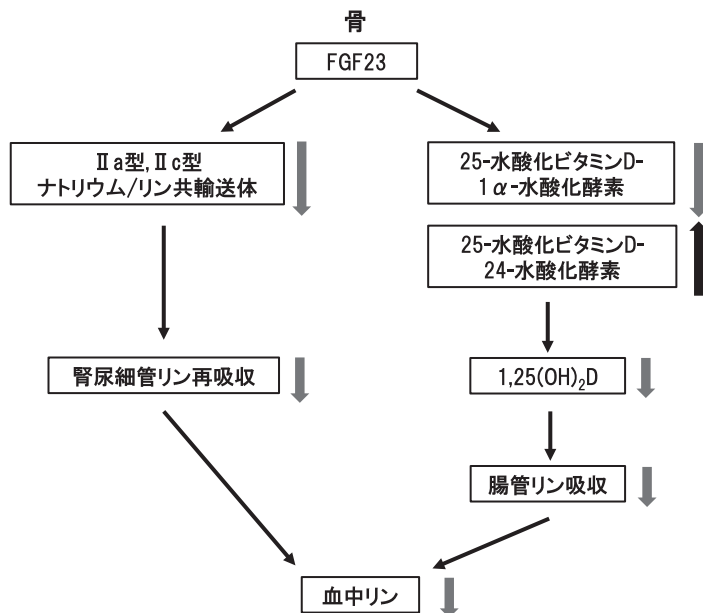 骨
FGF23
Ⅱa型,Ⅱc型
ナトリウム/リン共輸送体
25-水酸化ビタミンD-
1α-水酸化酵素
25-水酸化ビタミンD-
24-水酸化酵素
腎尿細管リン再吸収
1,25(OH)₂D
腸管リン吸収
血中リン